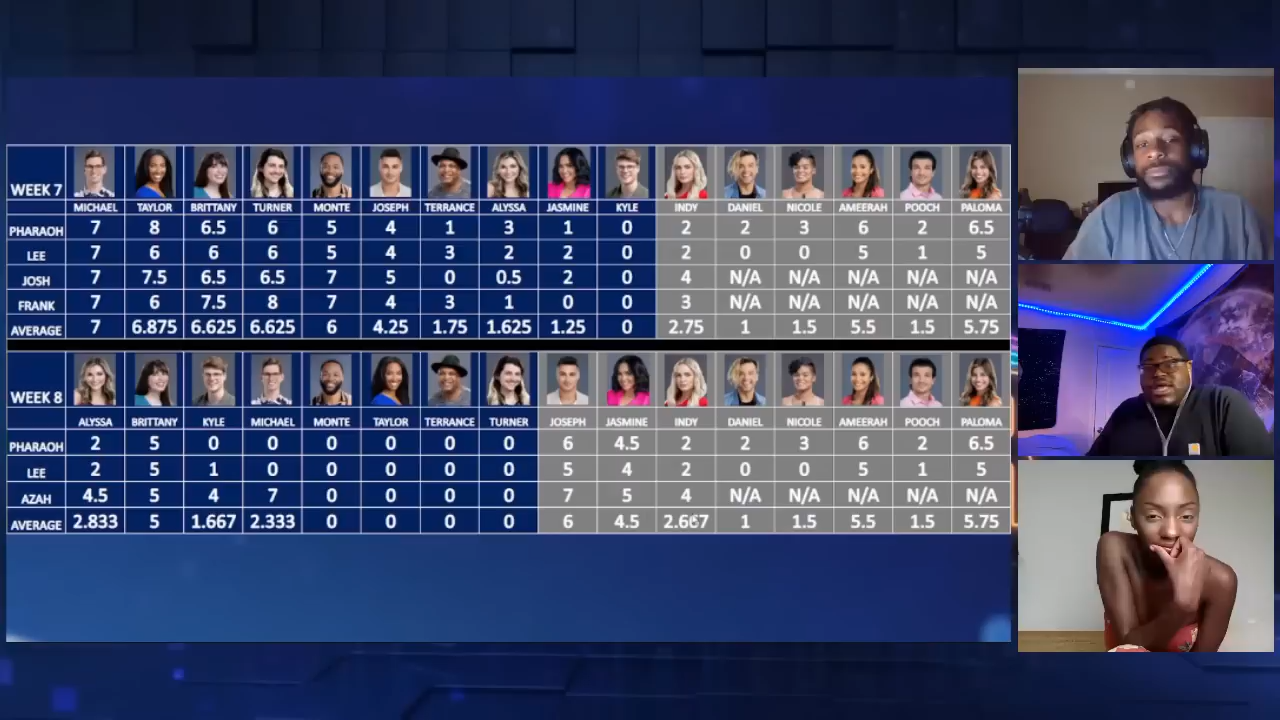 WEEK 7
MICHAEL TAYLOR BRITTANY TURNER MONTE JOSEPH TERRANCE ALYSSA JASMINE KYLE INDY DANIEL NICOLE AMEERAH POOCH PALOMA
PHARAOH 7 8 6.5 6 5 4 1 3 1 0 2 2 3 6 2 6.5
LEE 7 6 6 6 5 4 3 2 2 0 2 0 0 5 1 5
JOSH 7 7.5 6.5 6.5 7 5 0 0.5 2 0 4 N/A N/A N/A N/A N/A
FRANK 7 6 7.5 8 7 4 3 1 0 0 3 N/A N/A N/A N/A N/A
AVERAGE 7 6.875 6.625 6.625 6 4.25 1.75 1.625 1.25 0 2.75 1 1.5 5.5 1.5 5.75
WEEK 8
ALYSSA BRITTANY KYLE MICHAEL MONTE TAYLOR TERRANCE TURNER JOSEPH JASMINE INDY DANIEL NICOLE AMEERAH POOCH PALOMA
PHARAOH 2 5 0 0 0 0 0 0 6 4.5 2 2 3 6 2 6.5
LEE 2 5 1 0 0 0 0 0 5 4 2 0 0 5 1 5
AZAH 4.5 5 4 7 0 0 0 0 7 5 4 N/A N/A N/A N/A N/A
AVERAGE 2.833 5 1.667 2.333 0 0 0 0 6 4.5 2.667 1 1.5 5.5 1.5 5.75